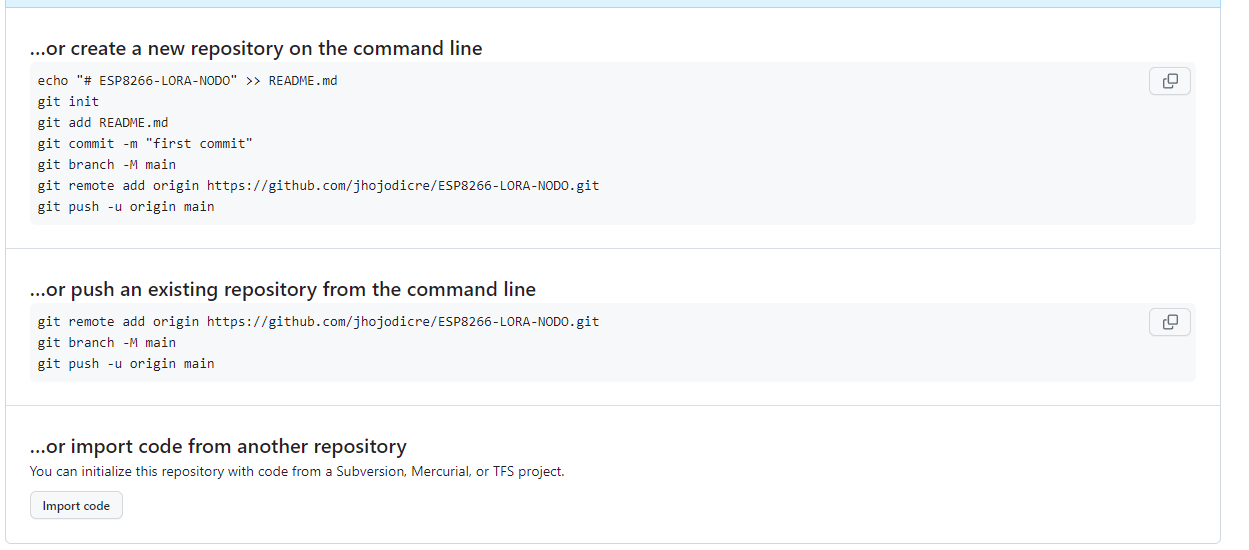 ...or create a new repository on the command line
echo "# ESP8266-LORA-NODO" >> README.md
git init
git add README.md
git commit -m "first commit"
git branch -M main
git remote add origin https://github.com/jhojodicre/ESP8266-LORA-NODO.git
git push -u origin main
...or push an existing repository from the command line
git remote add origin https://github.com/jhojodicre/ESP8266-LORA-NODO.git
git branch -M main
git push -u origin main
...or import code from another repository
You can initialize this repository with code from a Subversion, Mercurial, or TFS project.
Import code